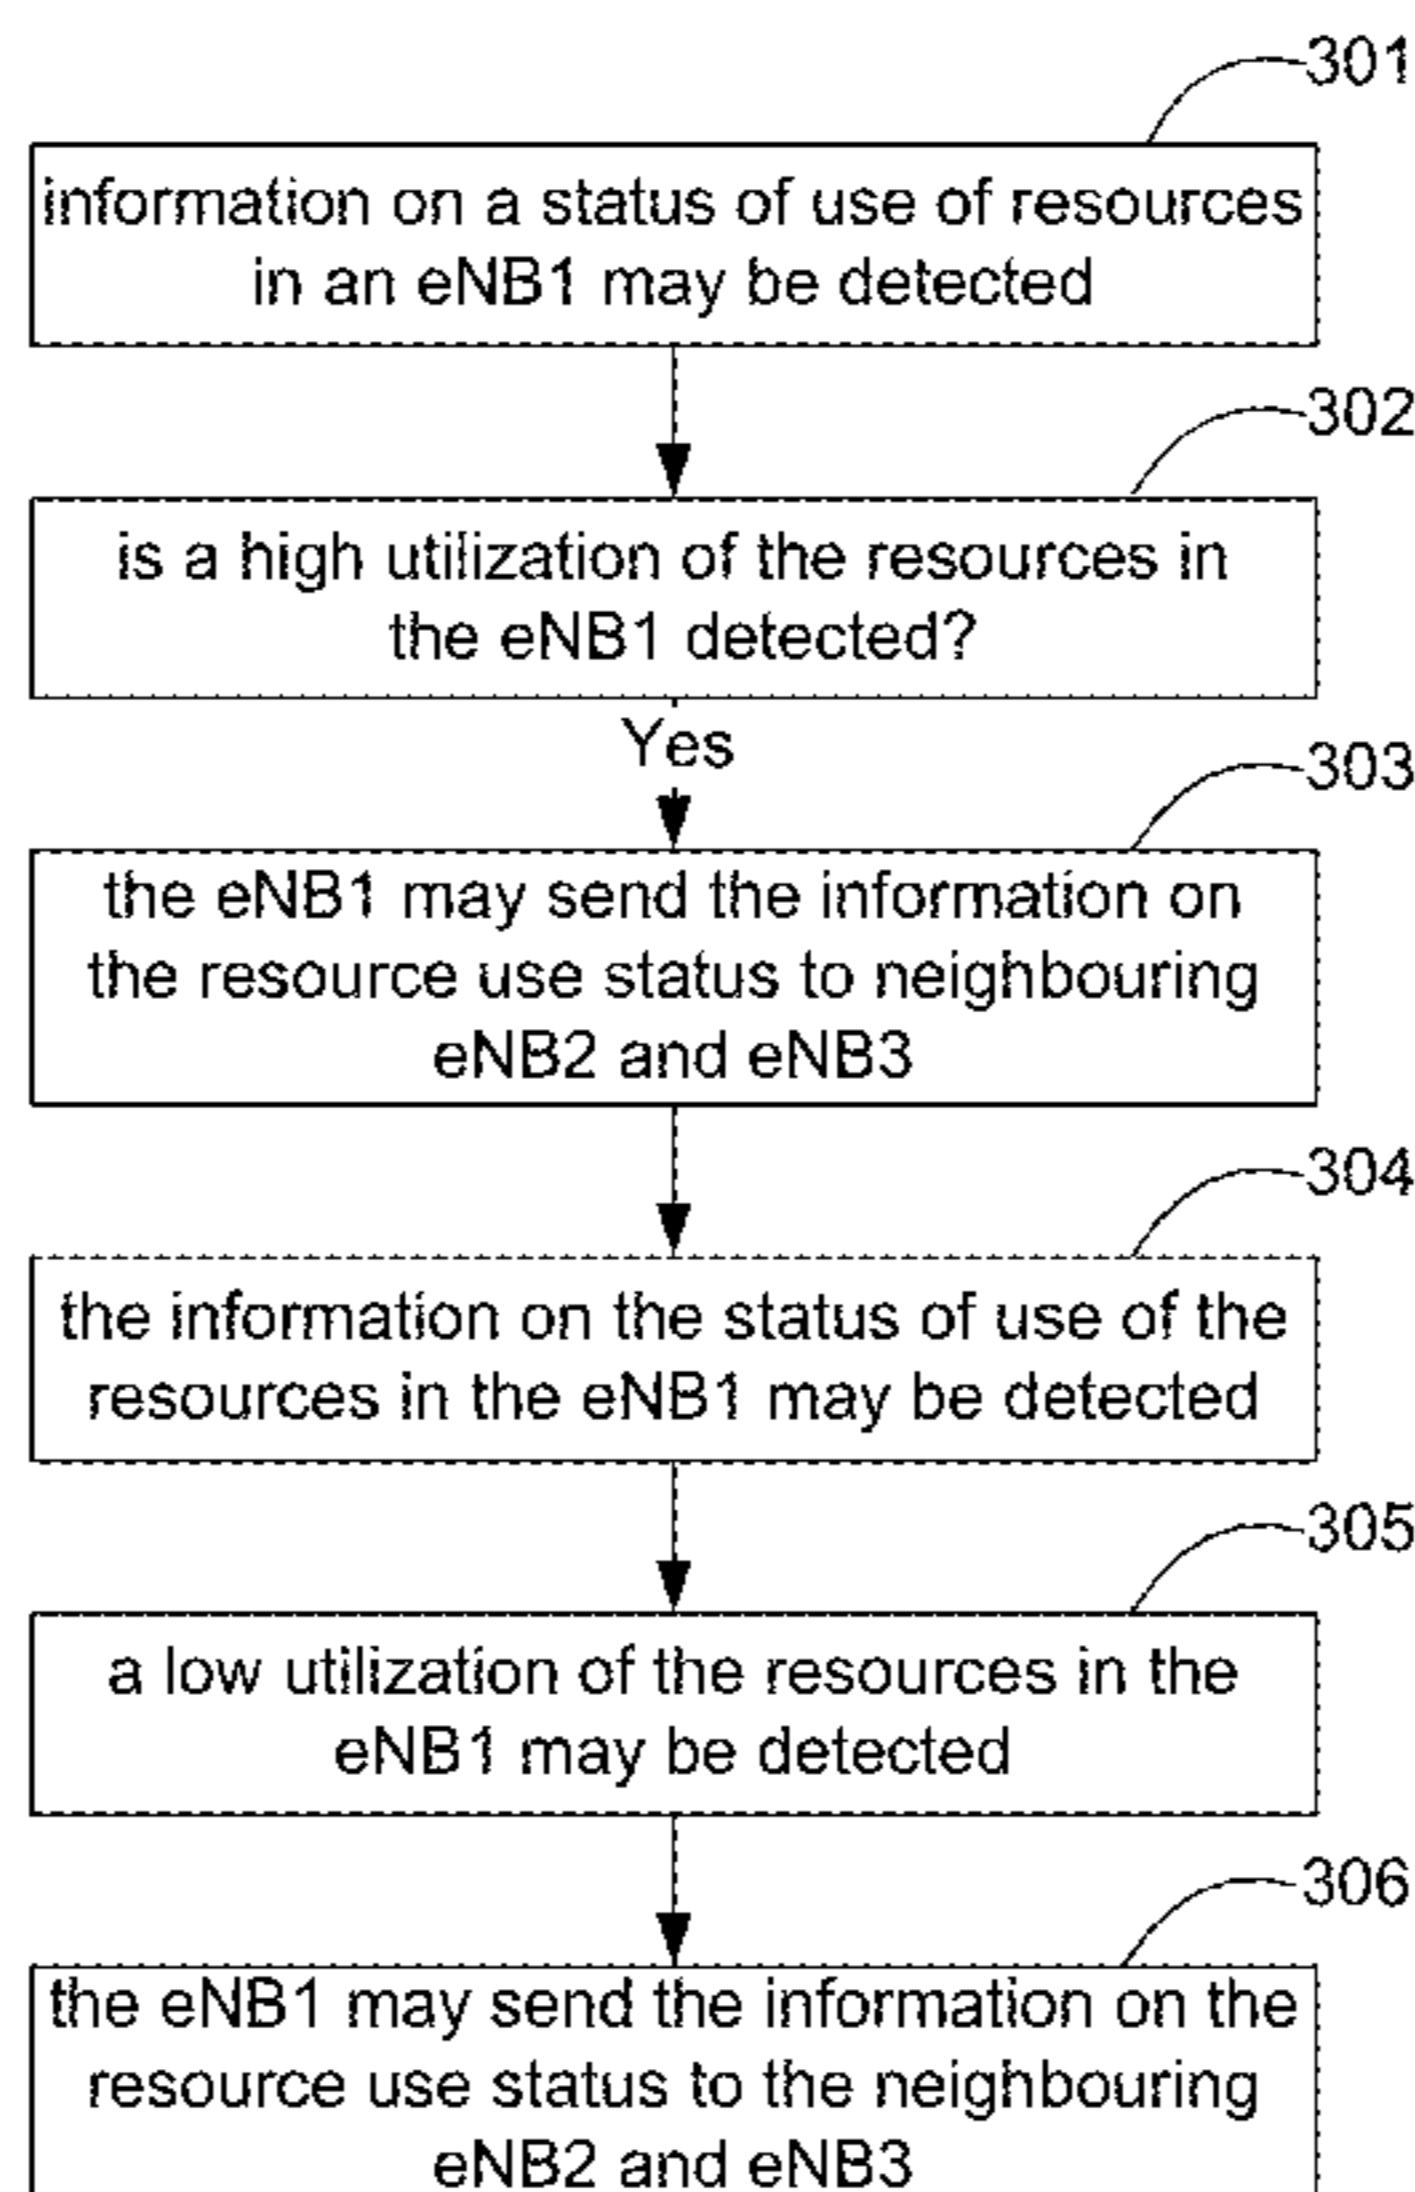 301
information on a status of use of resources
in an eNB1 may be detected
302
is a high utilization of the resources in
the eNB1 detected?
Yes
303
the eNB1 may send the information on
the resource use status to neighbouring
eNB2 and eNB3
304
the information on the status of use of the
resources in the eNB1 may be detected
305
a low utilization of the resources in the
eNB1 may be detected
306
the eNB1 may send the information on the
resource use status to the neighbouring
eNB2 and eNB3